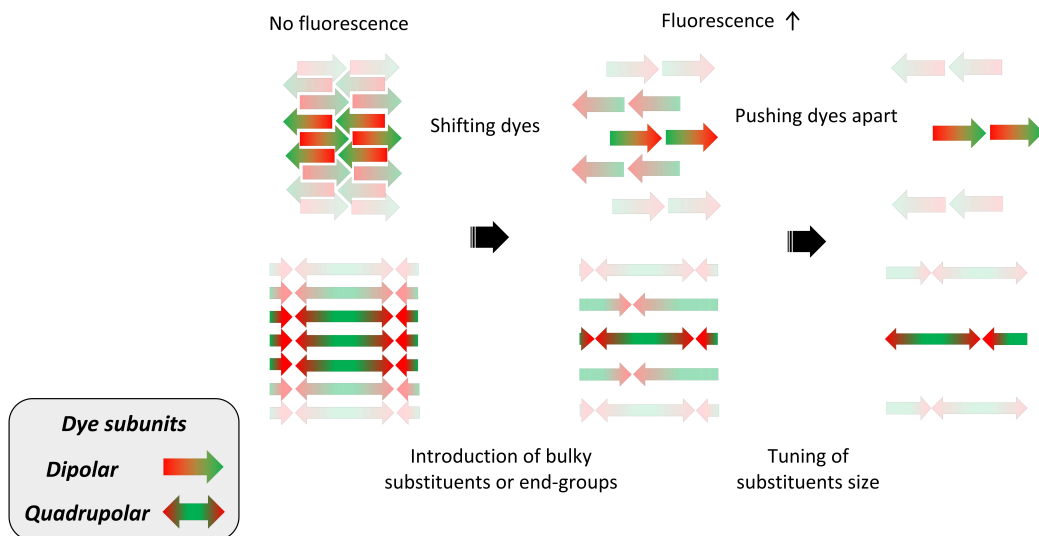 No fluorescence
Fluorescence ↑
Shifting dyes
Pushing dyes apart
Introduction of bulky
substituents or end-groups
Tuning of
substituents size
Dye subunits
Dipolar
Quadrupolar